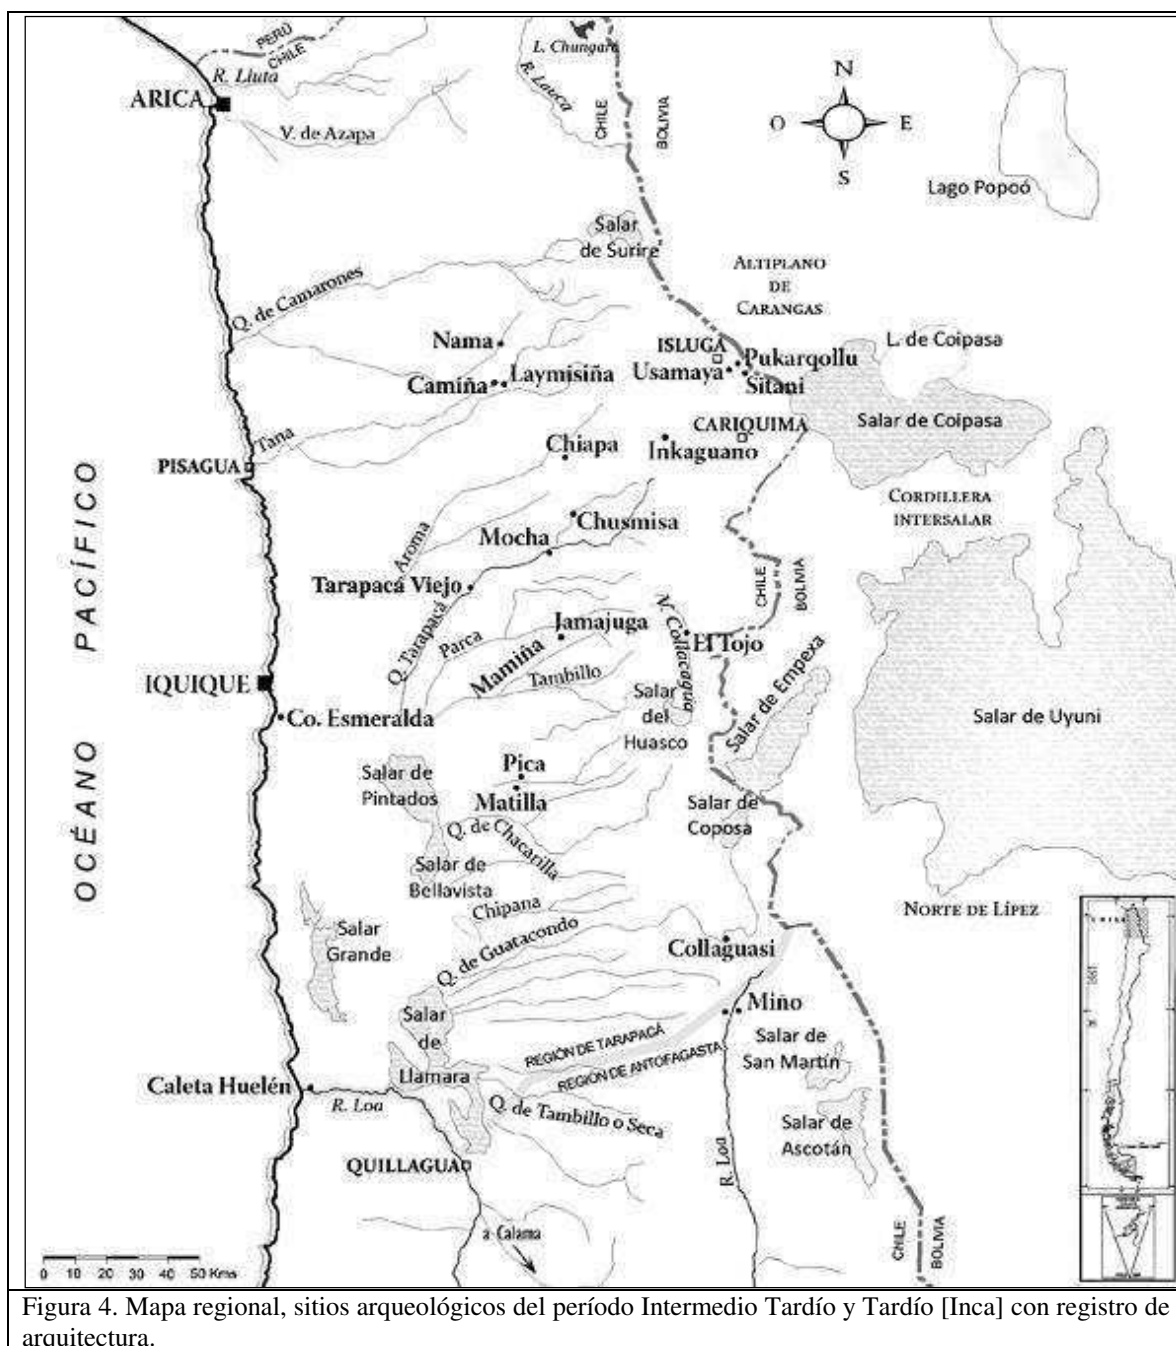 PERÚ
CHILE
R. Lluta
ARICA
V. de Azapa
L. Chungara
R. Lauca
CHILE
BOLIVIA
N
O
E
S
Lago Popoó
Salar
de Surire
ALTIPLANO
DE
CARANGAS
Q. de Camarones
Nama
ISLUGA
Pukarqollu
L. de Coipasa
Camiña
Laymisiña
Usamaya
Sitani
Salar de Coipasa
CARIQUIMA
Tana
Chiapa
Inkaguano
PISAGUA
CORDILLERA
INTERSALAR
Aroma
Chusmisa
Mocha
Tarapacá Viejo
CHILE
BOLIVIA
Q. Tarapacá
Parca
Jamajuga
Mamiña
Tambillo
N. Collacagua
El Tojo
IQUIQUE
Co. Esmeralda
Salar
del
Huasco
Salar de Empexa
Salar de Uyuni
OCÉANO PACÍFICO
Salar de
Pintados
Pica
Matilla
Salar de
Coposa
Q. de Chacarilla
Salar de
Bellavista
Chipana
NORTE DE LÍPEZ
Salar
Grande
Q. de Guatacondo
Collaguasi
Salar
de
Llamara
Miño
REGIÓN DE TARAPACÁ
REGIÓN DE ANTOFAGASTA
Salar de
San Martín
Caleta Huelén
R. Loa
Q. de Tambillo o Seca
Salar de
Ascotán
QUILLAGUA
R. Loa
a Calama
CHILE
BOLIVIA
0 10 20 30 40 50 Kms
Figura 4. Mapa regional, sitios arqueológicos del período Intermedio Tardío y Tardío [Inca] con registro de
arquitectura.